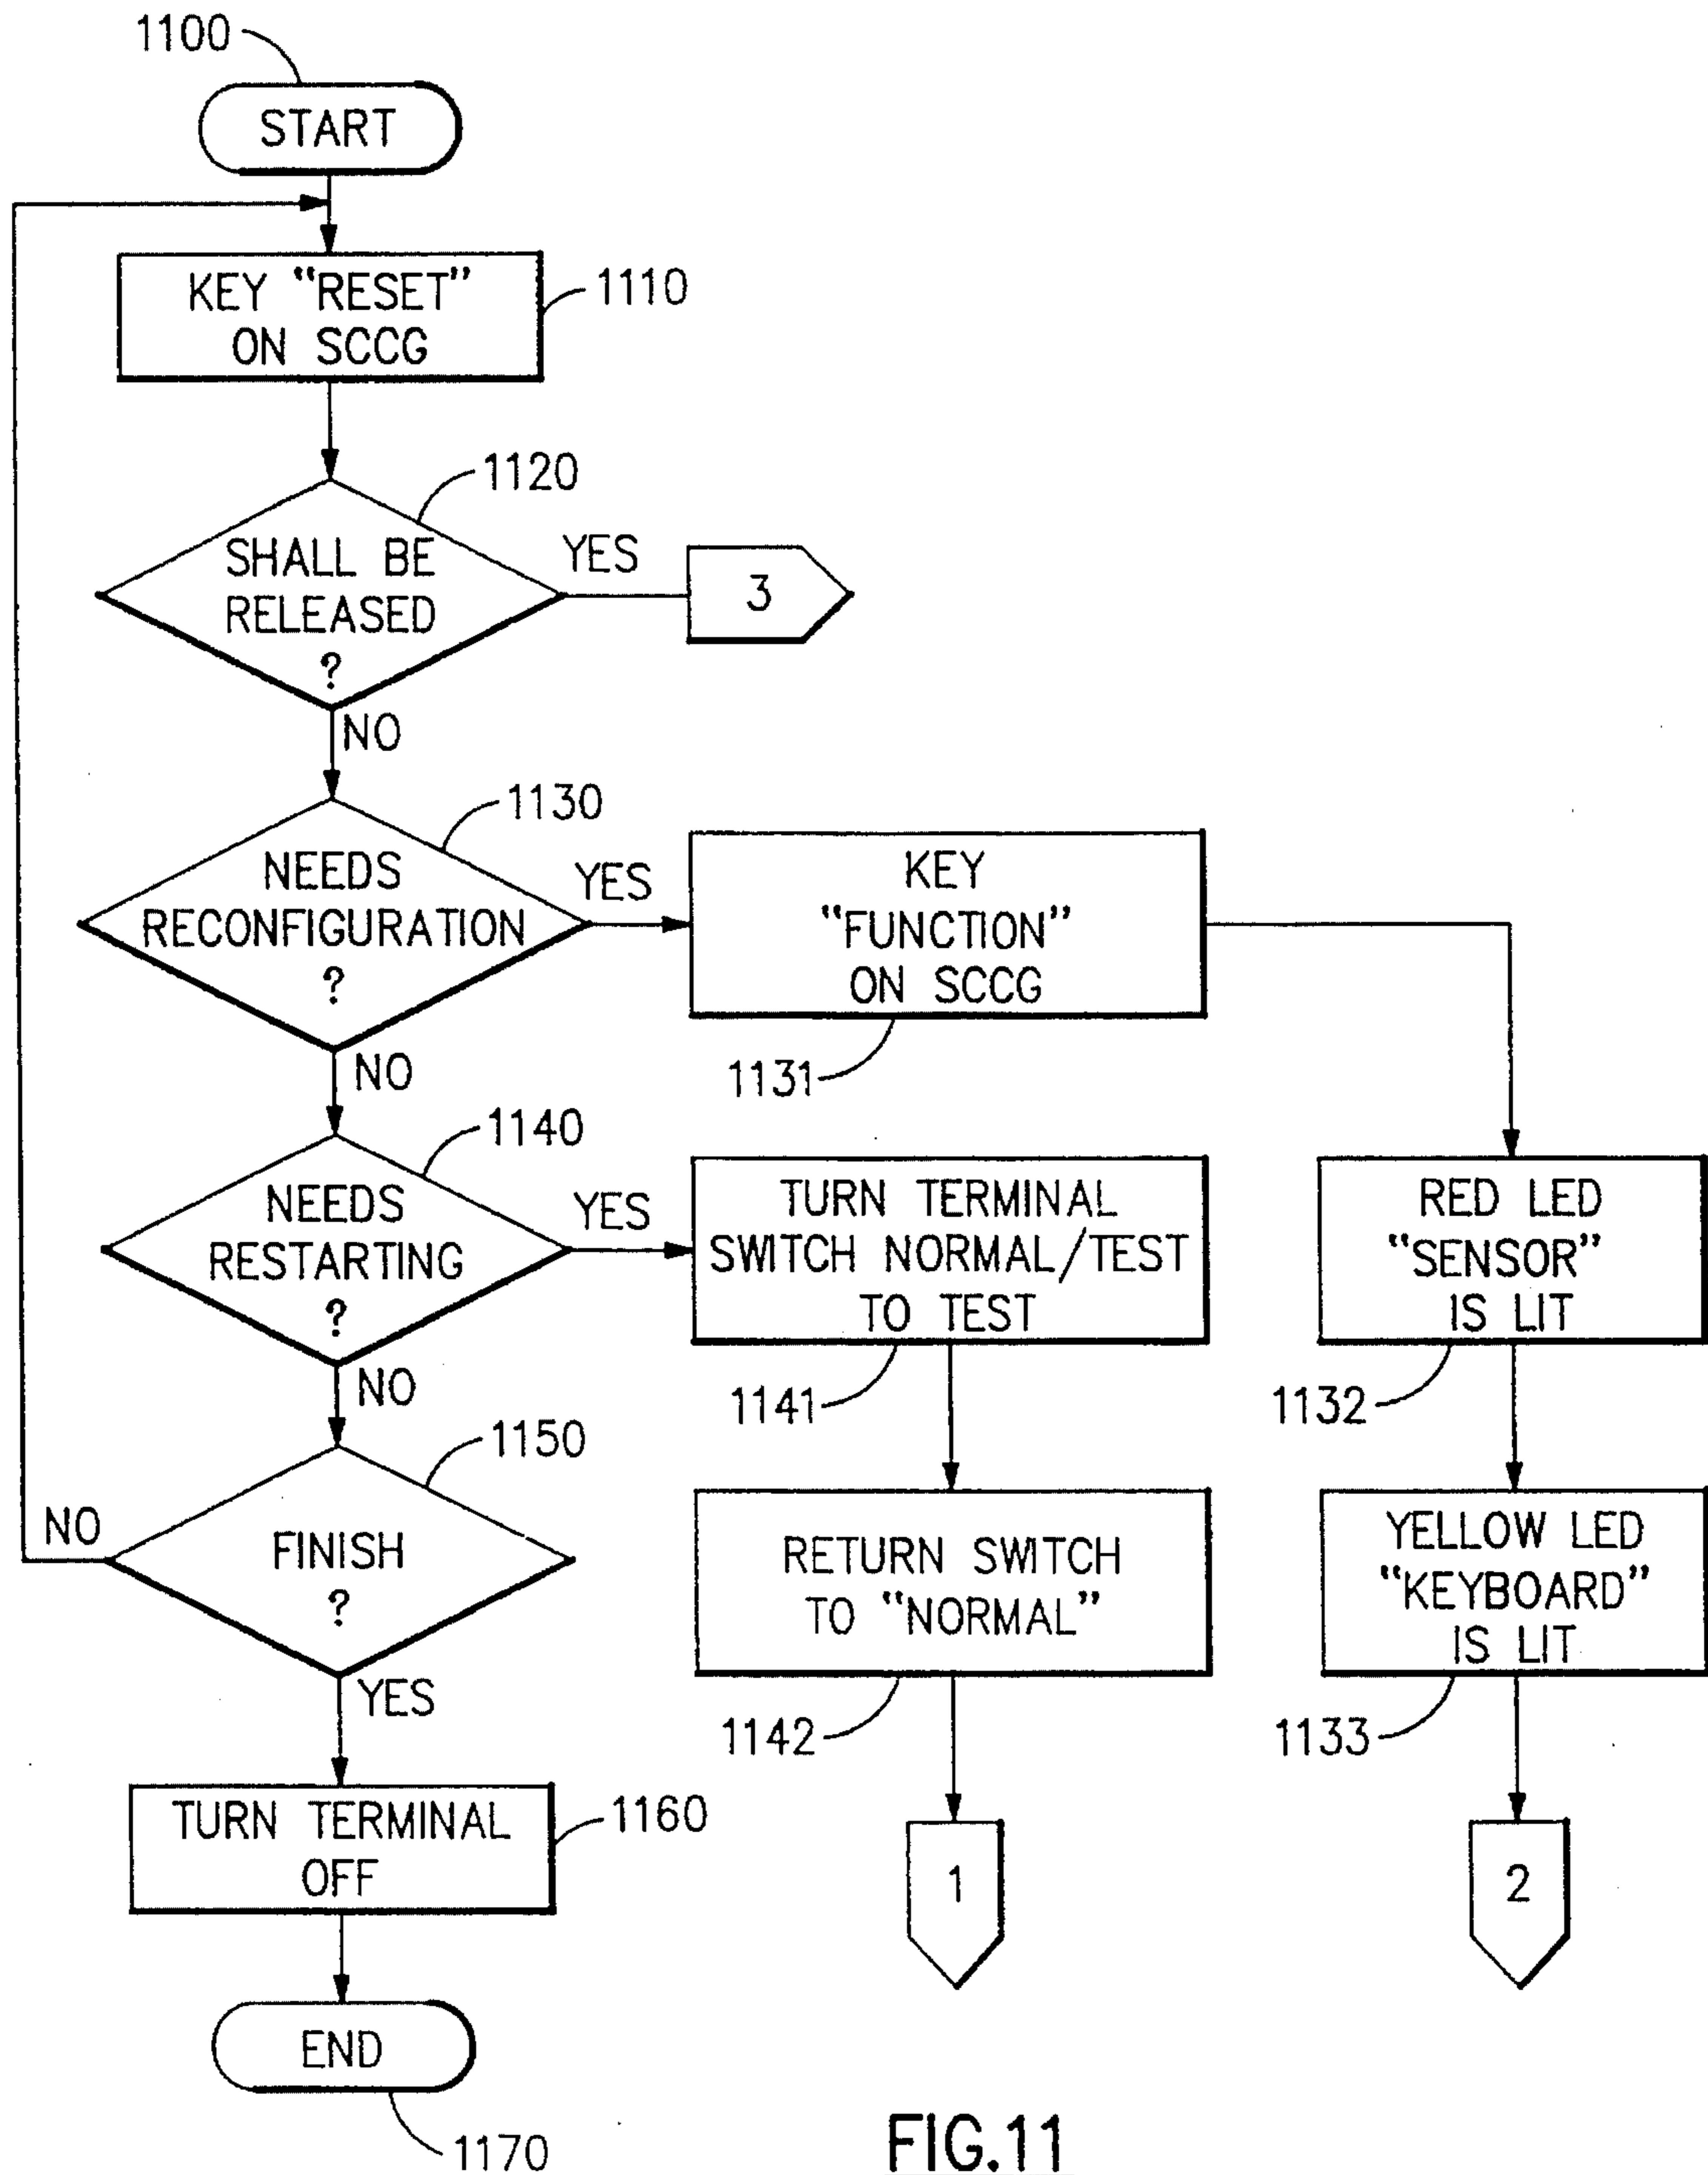 1100
START
KEY "RESET"
ON SCCG
1110
1120
SHALL BE
RELEASED
?
YES
3
NO
1130
NEEDS
RECONFIGURATION
?
YES
KEY
"FUNCTION"
ON SCCG
1131
NO
1140
NEEDS
RESTARTING
?
YES
TURN TERMINAL
SWITCH NORMAL/TEST
TO TEST
1141
RED LED
"SENSOR"
IS LIT
1132
NO
1150
FINISH
?
NO
YES
RETURN SWITCH
TO "NORMAL"
1142
YELLOW LED
"KEYBOARD"
IS LIT
1133
TURN TERMINAL
OFF
1160
1
2
END
1170
FIG.11